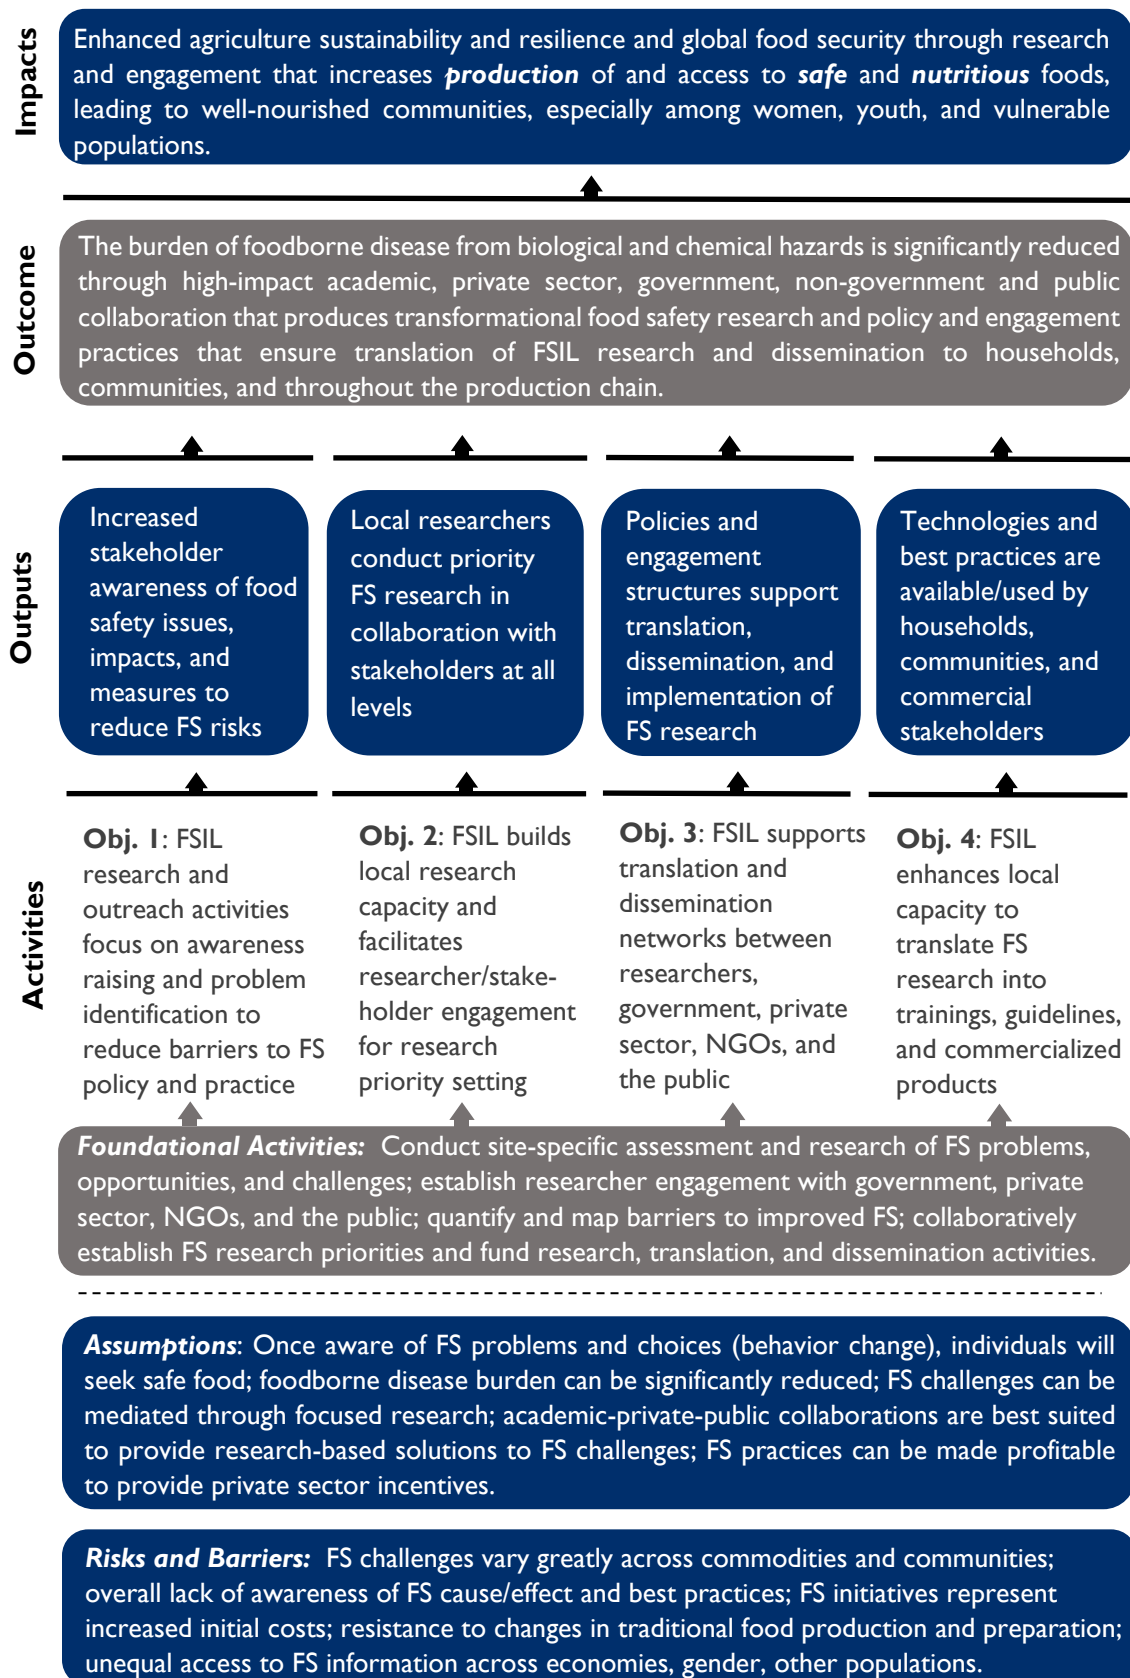 Impacts
Enhanced agriculture sustainability and resilience and global food security through research
and engagement that increases production of and access to safe and nutritious foods,
leading to well-nourished communities, especially among women, youth, and vulnerable
populations.
Outcome
The burden of foodborne disease from biological and chemical hazards is significantly reduced
through high-impact academic, private sector, government, non-government and public
collaboration that produces transformational food safety research and policy and engagement
practices that ensure translation of FSIL research and dissemination to households,
communities, and throughout the production chain.
Outputs
Increased
stakeholder
awareness of food
safety issues,
impacts, and
measures to
reduce FS risks
Local researchers
conduct priority
FS research in
collaboration with
stakeholders at all
levels
Policies and
engagement
structures support
translation,
dissemination, and
implementation of
FS research
Technologies and
best practices are
available/used by
households,
communities, and
commercial
stakeholders
Activities
Obj. 1: FSIL
research and
outreach activities
focus on awareness
raising and problem
identification to
reduce barriers to FS
policy and practice
Obj. 2: FSIL builds
local research
capacity and
facilitates
researcher/stake-
holder engagement
for research
priority setting
Obj. 3: FSIL supports
translation and
dissemination
networks between
researchers,
government, private
sector, NGOs, and
the public
Obj. 4: FSIL
enhances local
capacity to
translate FS
research into
trainings, guidelines,
and commercialized
products
Foundational Activities: Conduct site-specific assessment and research of FS problems,
opportunities, and challenges; establish researcher engagement with government, private
sector, NGOs, and the public; quantify and map barriers to improved FS; collaboratively
establish FS research priorities and fund research, translation, and dissemination activities.
Assumptions: Once aware of FS problems and choices (behavior change), individuals will
seek safe food; foodborne disease burden can be significantly reduced; FS challenges can be
mediated through focused research; academic-private-public collaborations are best suited
to provide research-based solutions to FS challenges; FS practices can be made profitable
to provide private sector incentives.
Risks and Barriers: FS challenges vary greatly across commodities and communities;
overall lack of awareness of FS cause/effect and best practices; FS initiatives represent
increased initial costs; resistance to changes in traditional food production and preparation;
unequal access to FS information across economies, gender, other populations.